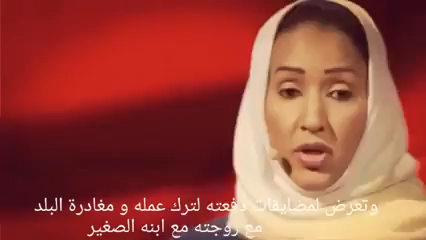 وتعرض لمضايقات دفعته لترك عمله و مغادرة البلد
مع زوجته مع ابنه الصغير